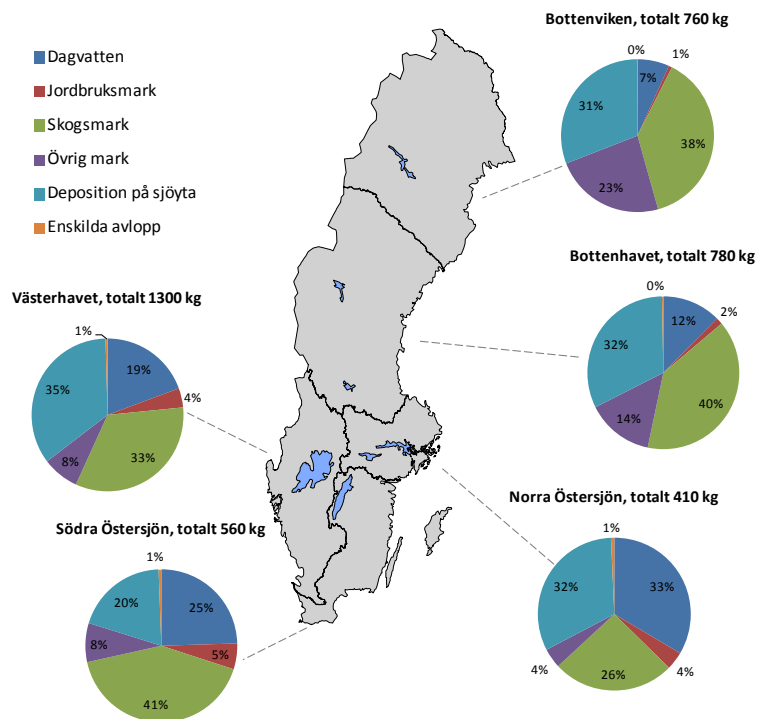 Bottenviken, totalt 760 kg
0%
7%
1%
38%
23%
31%
Dagvatten
Jordbruksmark
Skogsmark
Övrig mark
Deposition på sjöyta
Enskilda avlopp
Bottenhavet, totalt 780 kg
0%
12%
2%
40%
14%
32%
Västerhavet, totalt 1300 kg
1%
19%
4%
33%
8%
35%
Norra Östersjön, totalt 410 kg
1%
33%
4%
26%
4%
32%
Södra Östersjön, totalt 560 kg
1%
25%
5%
41%
8%
20%